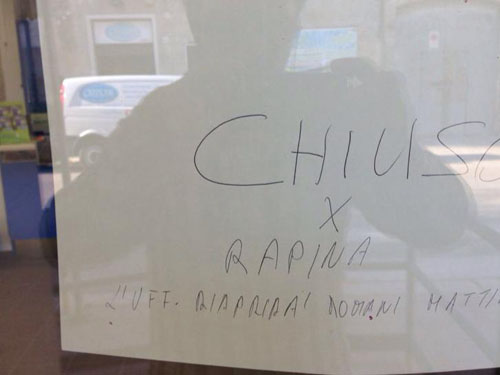 CHIUSO
X
RAPINA
L'UFF. RIAPRIRA' DOMANI MATTI